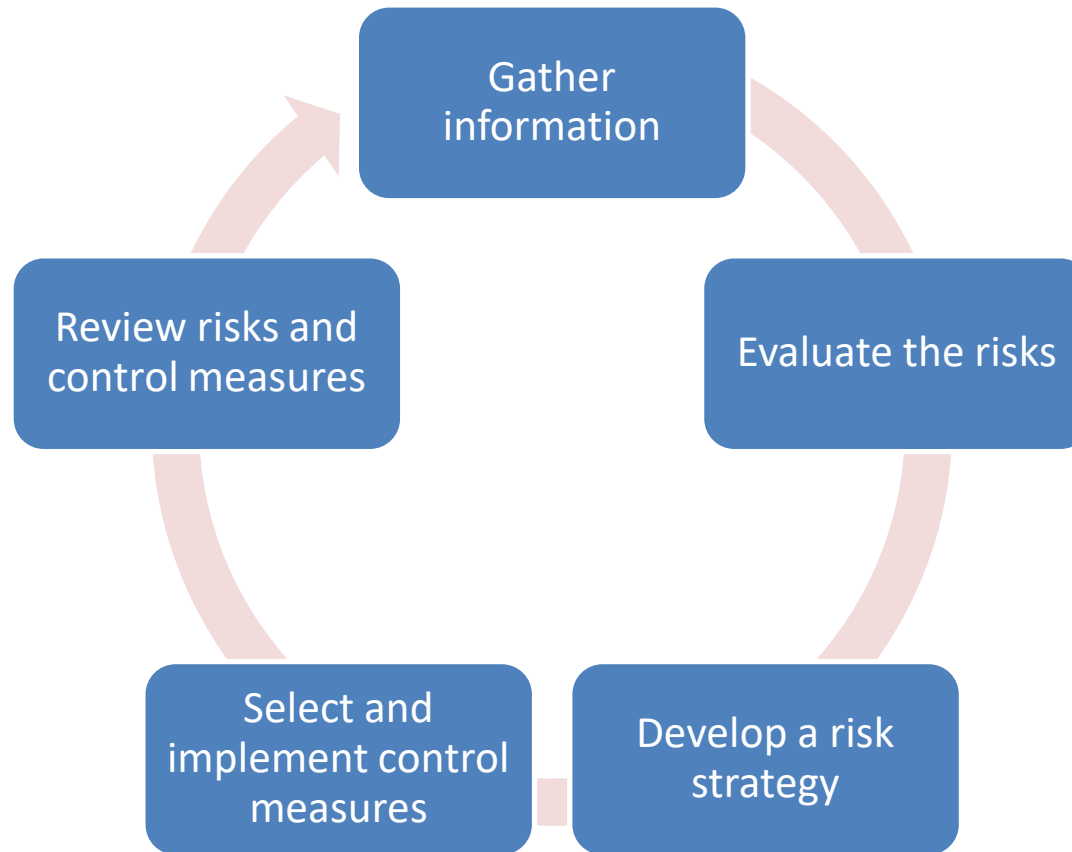 Gather
information
Evaluate the risks
Develop a risk
strategy
Select and
implement control
measures
Review risks and
control measures